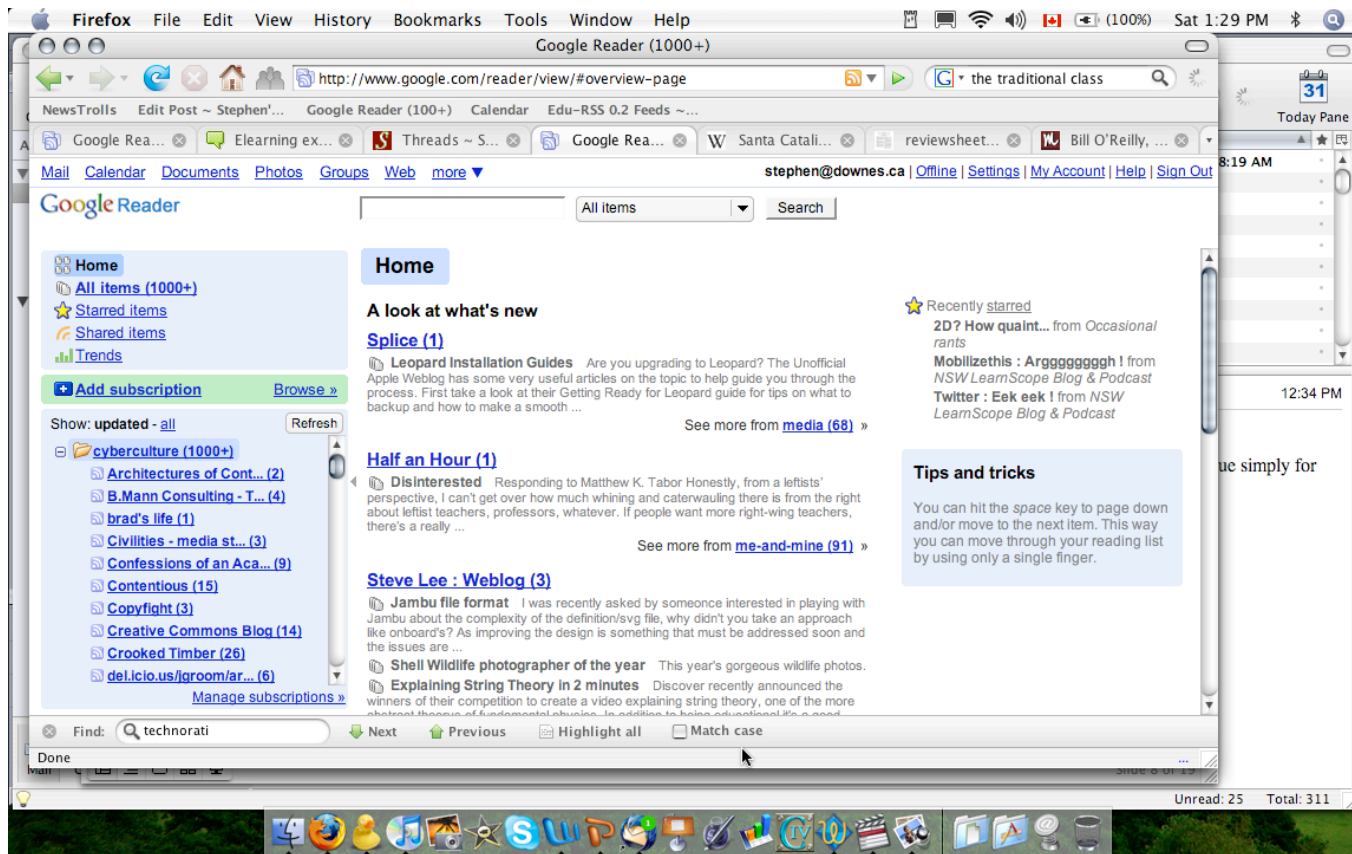 Firefox File Edit View History Bookmarks Tools Window Help (100%) Sat 1:29 PM
Google Reader (1000+)
http://www.google.com/reader/view/#overview-page
the traditional class
31
Today Pane
NewsTrolls Edit Post ~ Stephen'... Google Reader (100+) Calendar Edu-RSS 0.2 Feeds ~...
Google Rea... Elearning ex... Threads ~ S... Google Rea... Santa Catali... reviewsheet... Bill O'Reilly, ...
8:19 AM
Mail Calendar Documents Photos Groups Web more ▼
stephen@downes.ca | Offline | Settings | My Account | Help | Sign Out
Google Reader
All items
Search
Home
All items (1000+)
Starred items
Shared items
Trends
Add subscription Browse »
Show: updated - all Refresh
cyberculture (1000+)
Architectures of Cont... (2)
B.Mann Consulting - T... (4)
brad's life (1)
Civilities - media st... (3)
Confessions of an Aca... (9)
Contentious (15)
Copyfight (3)
Creative Commons Blog (14)
Crooked Timber (26)
del.icio.us/jgroom/ar... (6)
Manage subscriptions »
Home
A look at what's new
Splice (1)
Leopard Installation Guides Are you upgrading to Leopard? The Unofficial
Apple Weblog has some very useful articles on the topic to help guide you through the
process. First take a look at their Getting Ready for Leopard guide for tips on what to
backup and how to make a smooth ...
See more from media (68) »
Half an Hour (1)
Disinterested Responding to Matthew K. Tabor Honestly, from a leftists'
perspective, I can't get over how much whining and caterwauling there is from the right
about leftist teachers, professors, whatever. If people want more right-wing teachers,
there's a really ...
See more from me-and-mine (91) »
Steve Lee : Weblog (3)
Jambu file format I was recently asked by someonce interested in playing with
Jambu about the complexity of the definition/svg file, why didn't you take an approach
like onboard's? As improving the design is something that must be addressed soon and
the issues are ...
Shell Wildlife photographer of the year This year's gorgeous wildlife photos.
Explaining String Theory in 2 minutes Discover recently announced the
winners of their competition to create a video explaining string theory, one of the more
Recently starred
2D? How quaint... from Occasional
rants
Mobilizethis : Argggggggh ! from
NSW LearnScope Blog & Podcast
Twitter : Eek eek ! from NSW
LearnScope Blog & Podcast
Tips and tricks
You can hit the space key to page down
and/or move to the next item. This way
you can move through your reading list
by using only a single finger.
12:34 PM
ue simply for
Find: technorati Next Previous Highlight all Match case
Done
Mail
Slide 8 of 19
Unread: 25 Total: 311